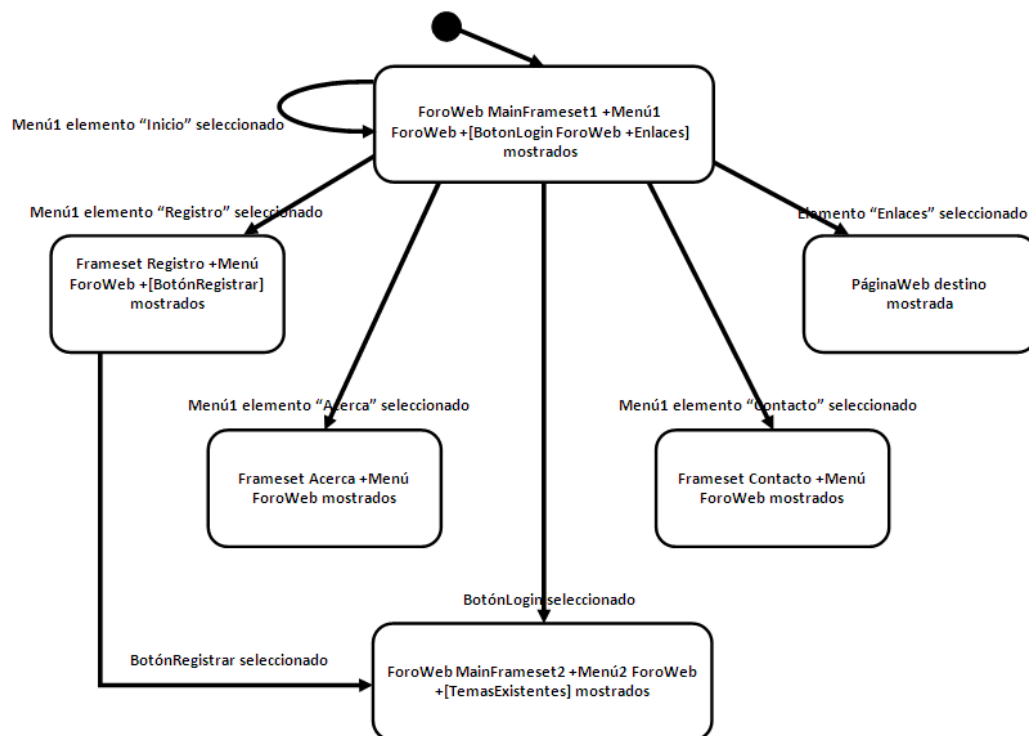 ForoWeb MainFrameset1 +Menú1
ForoWeb +[BotonLogin ForoWeb +Enlaces]
mostrados
Menú1 elemento “Inicio” seleccionado
Menú1 elemento “Registro” seleccionado
Elemento “Enlaces” seleccionado
Frameset Registro +Menú
ForoWeb +[BotónRegistrar]
mostrados
PáginaWeb destino
mostrada
Menú1 elemento “Acerca” seleccionado
Menú1 elemento “Contacto” seleccionado
Frameset Acerca +Menú
ForoWeb mostrados
Frameset Contacto +Menú
ForoWeb mostrados
BotónLogin seleccionado
BotónRegistrar seleccionado
ForoWeb MainFrameset2 +Menú2 ForoWeb
+[TemasExistentes] mostrados